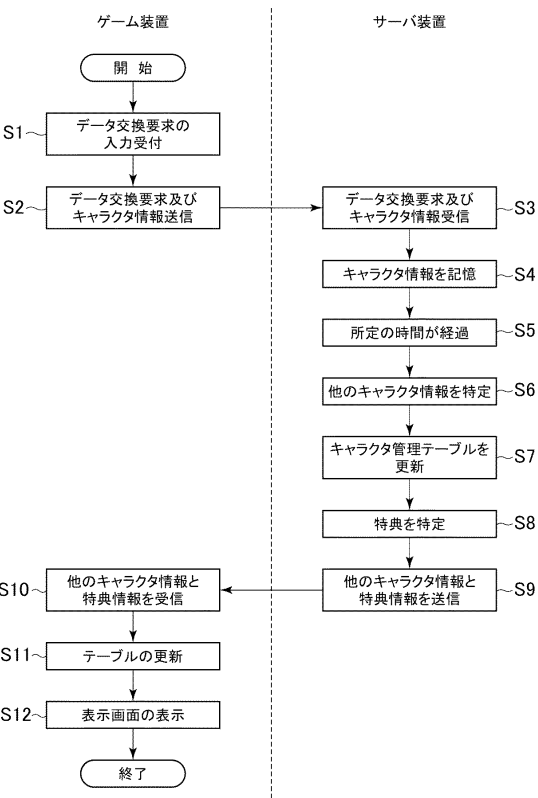 ゲーム装置
サーバ装置
開 始
S1
データ交換要求の
入力受付
S2
データ交換要求及び
キャラクタ情報送信
データ交換要求及び
キャラクタ情報受信
S3
キャラクタ情報を記憶
S4
所定の時間が経過
S5
他のキャラクタ情報を特定
S6
キャラクタ管理テーブルを
更新
S7
特典を特定
S8
他のキャラクタ情報と
特典情報を送信
S9
S10
他のキャラクタ情報と
特典情報を受信
S11
テーブルの更新
S12
表示画面の表示
終了